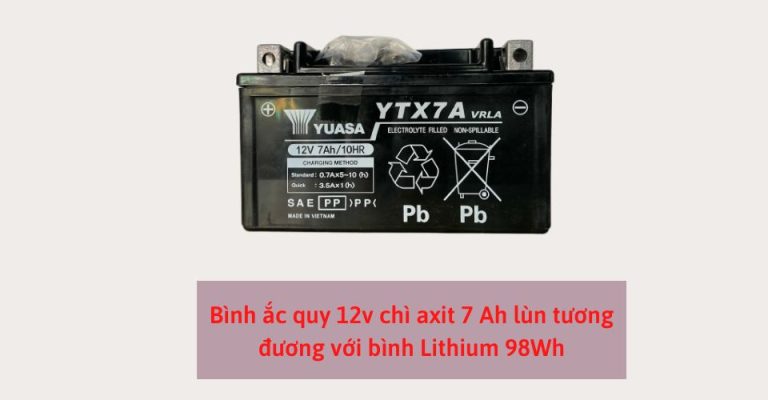 YTX7A VRLA
YUASA
ELECTROLYTE FILLED NON-SPILLABLE
12V 7Ah/10HR
CHARGING METHOD
Standard : 0.7A×5~10 (h)
Quick : 3.5A×1(h)
SAE PP >PP<
MADE IN VIETNAM
Pb Pb
Bình ắc quy 12v chì axit 7 Ah lùn tương
đương với bình Lithium 98Wh